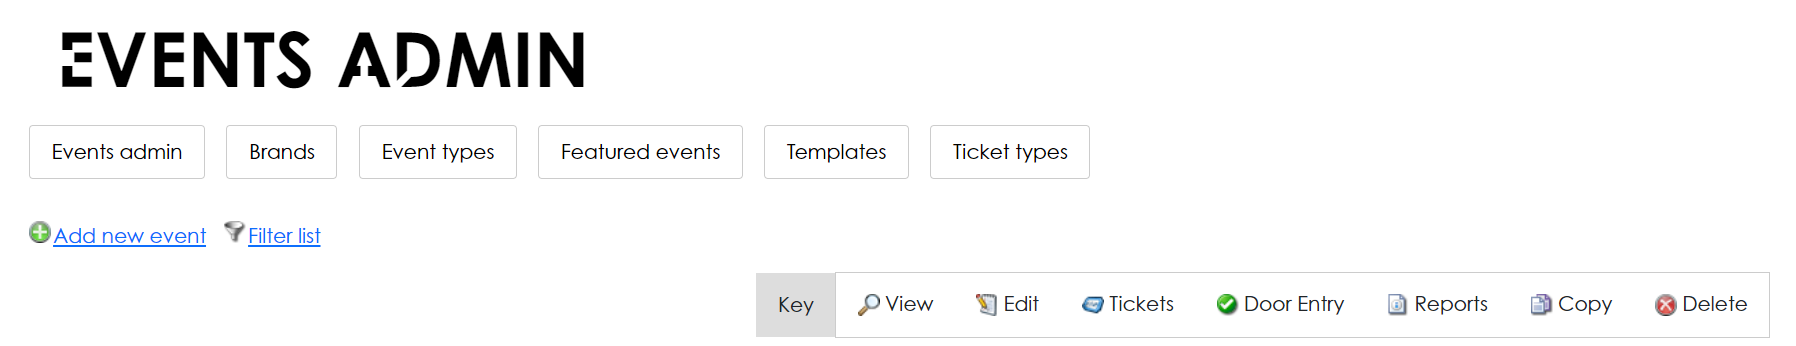 EVENTS ADMIN
Events admin Brands Event types Featured events Templates Ticket types
Add new event Filter list
Key View Edit Tickets Door Entry Reports Copy Delete